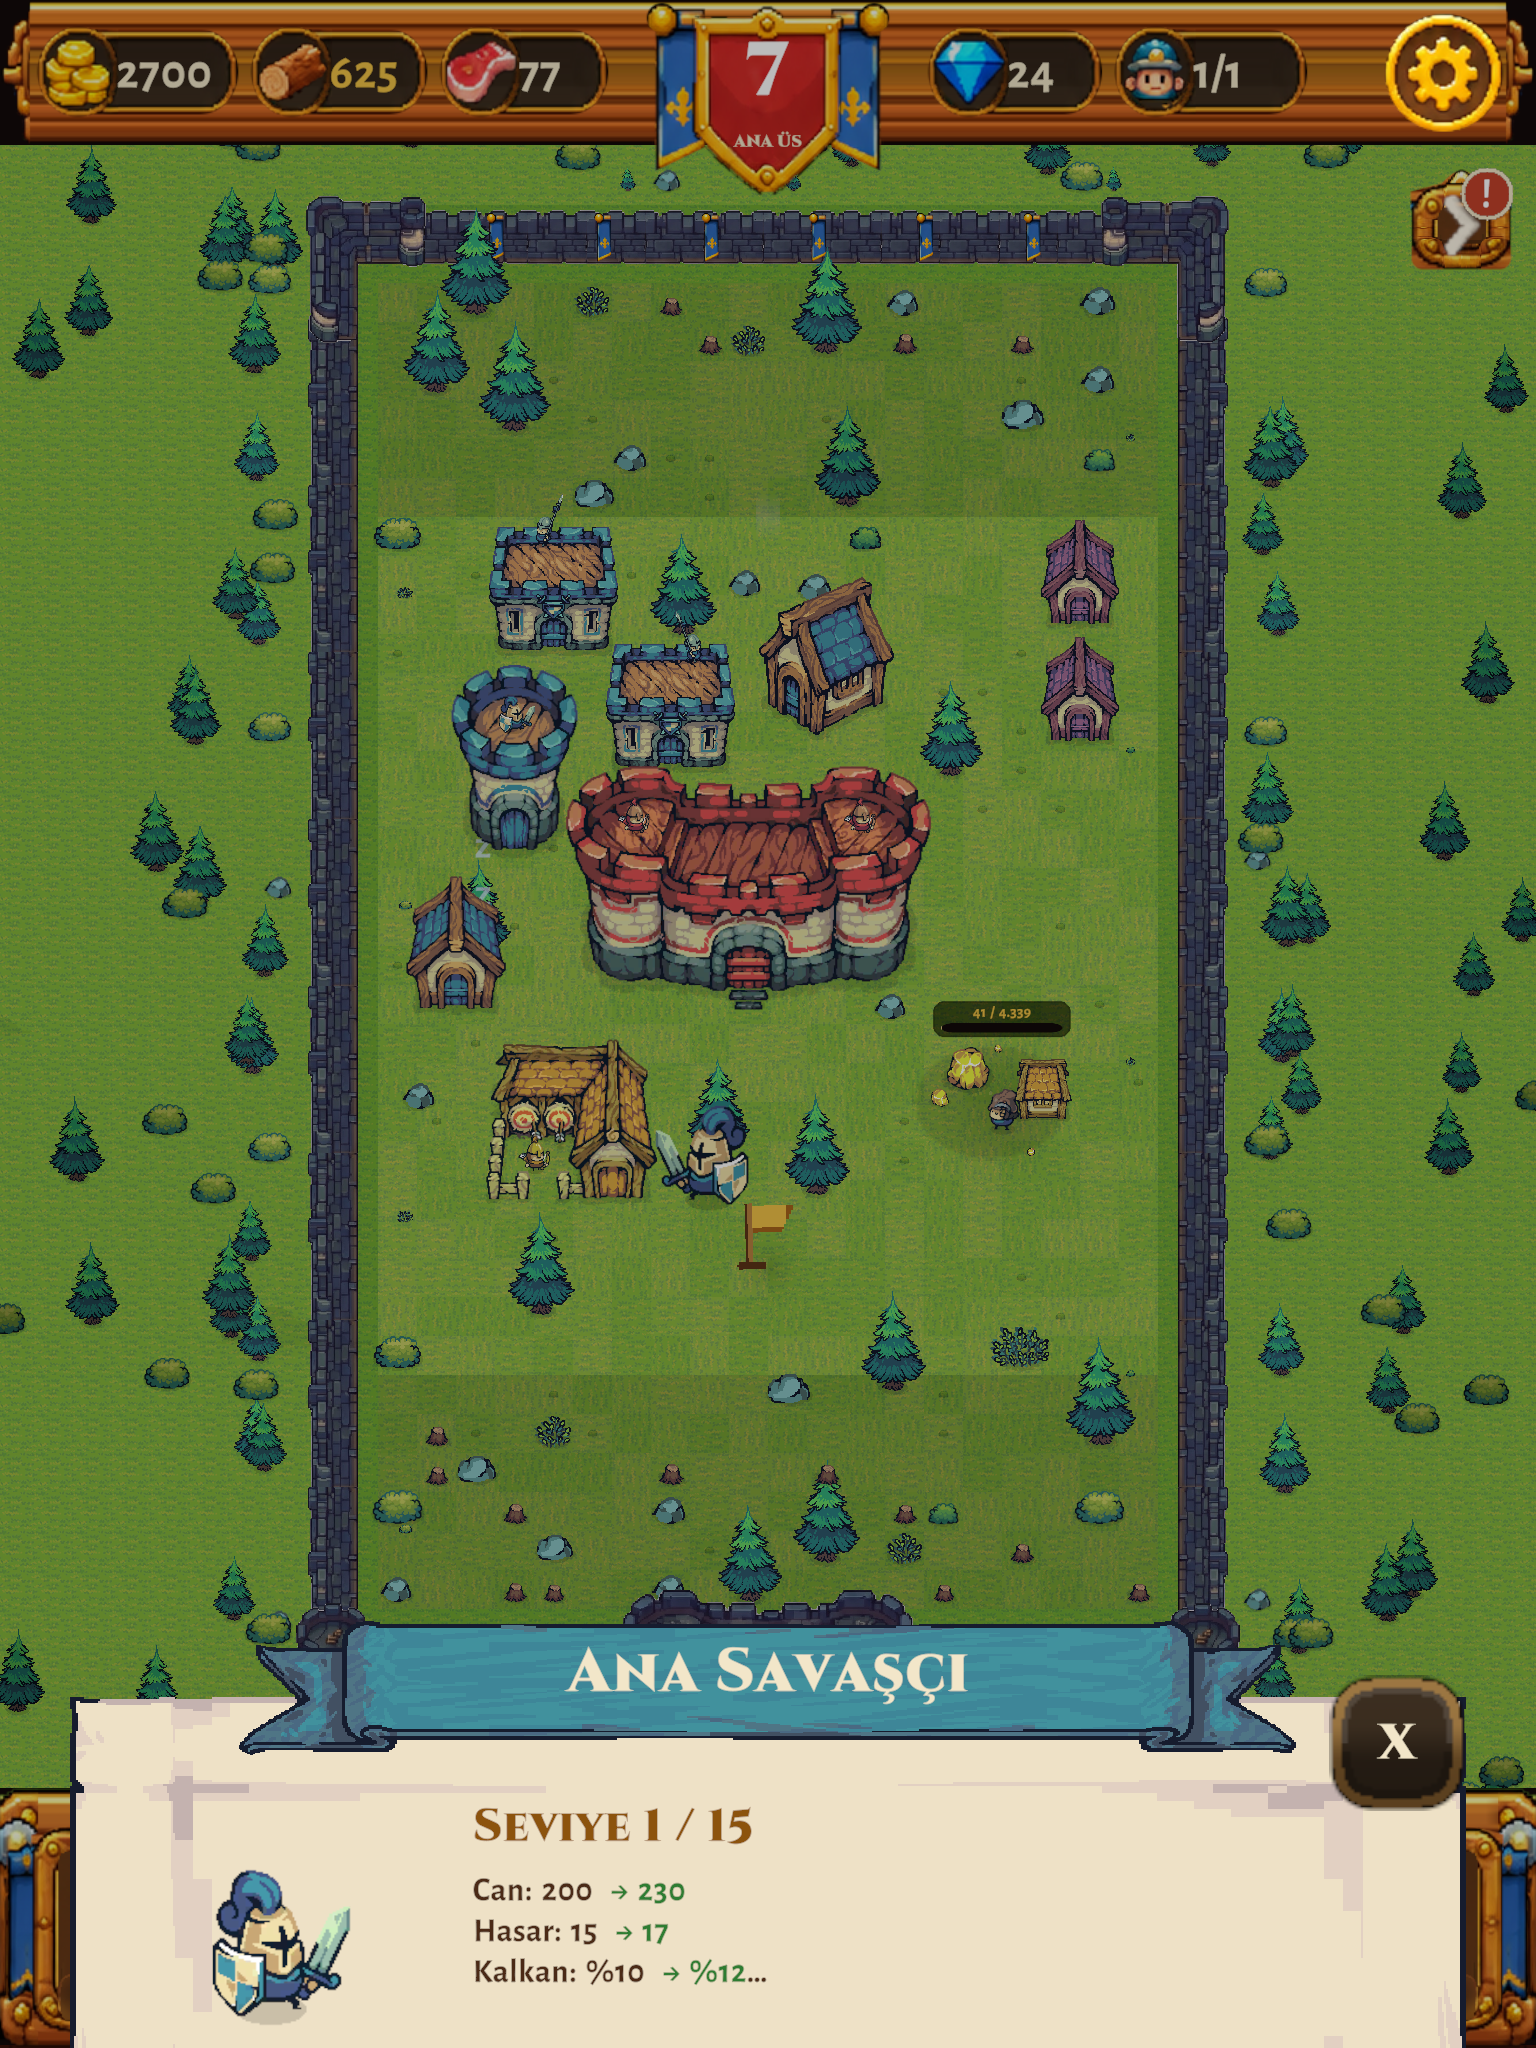 2700
625
77
7
ANA ÜS
24
1/1
!
z
z
41 / 4.339
ANA SAVAŞÇI
X
SEVIYE 1 / 15
Can: 200 → 230
Hasar: 15 → 17
Kalkan: %10 → %12...